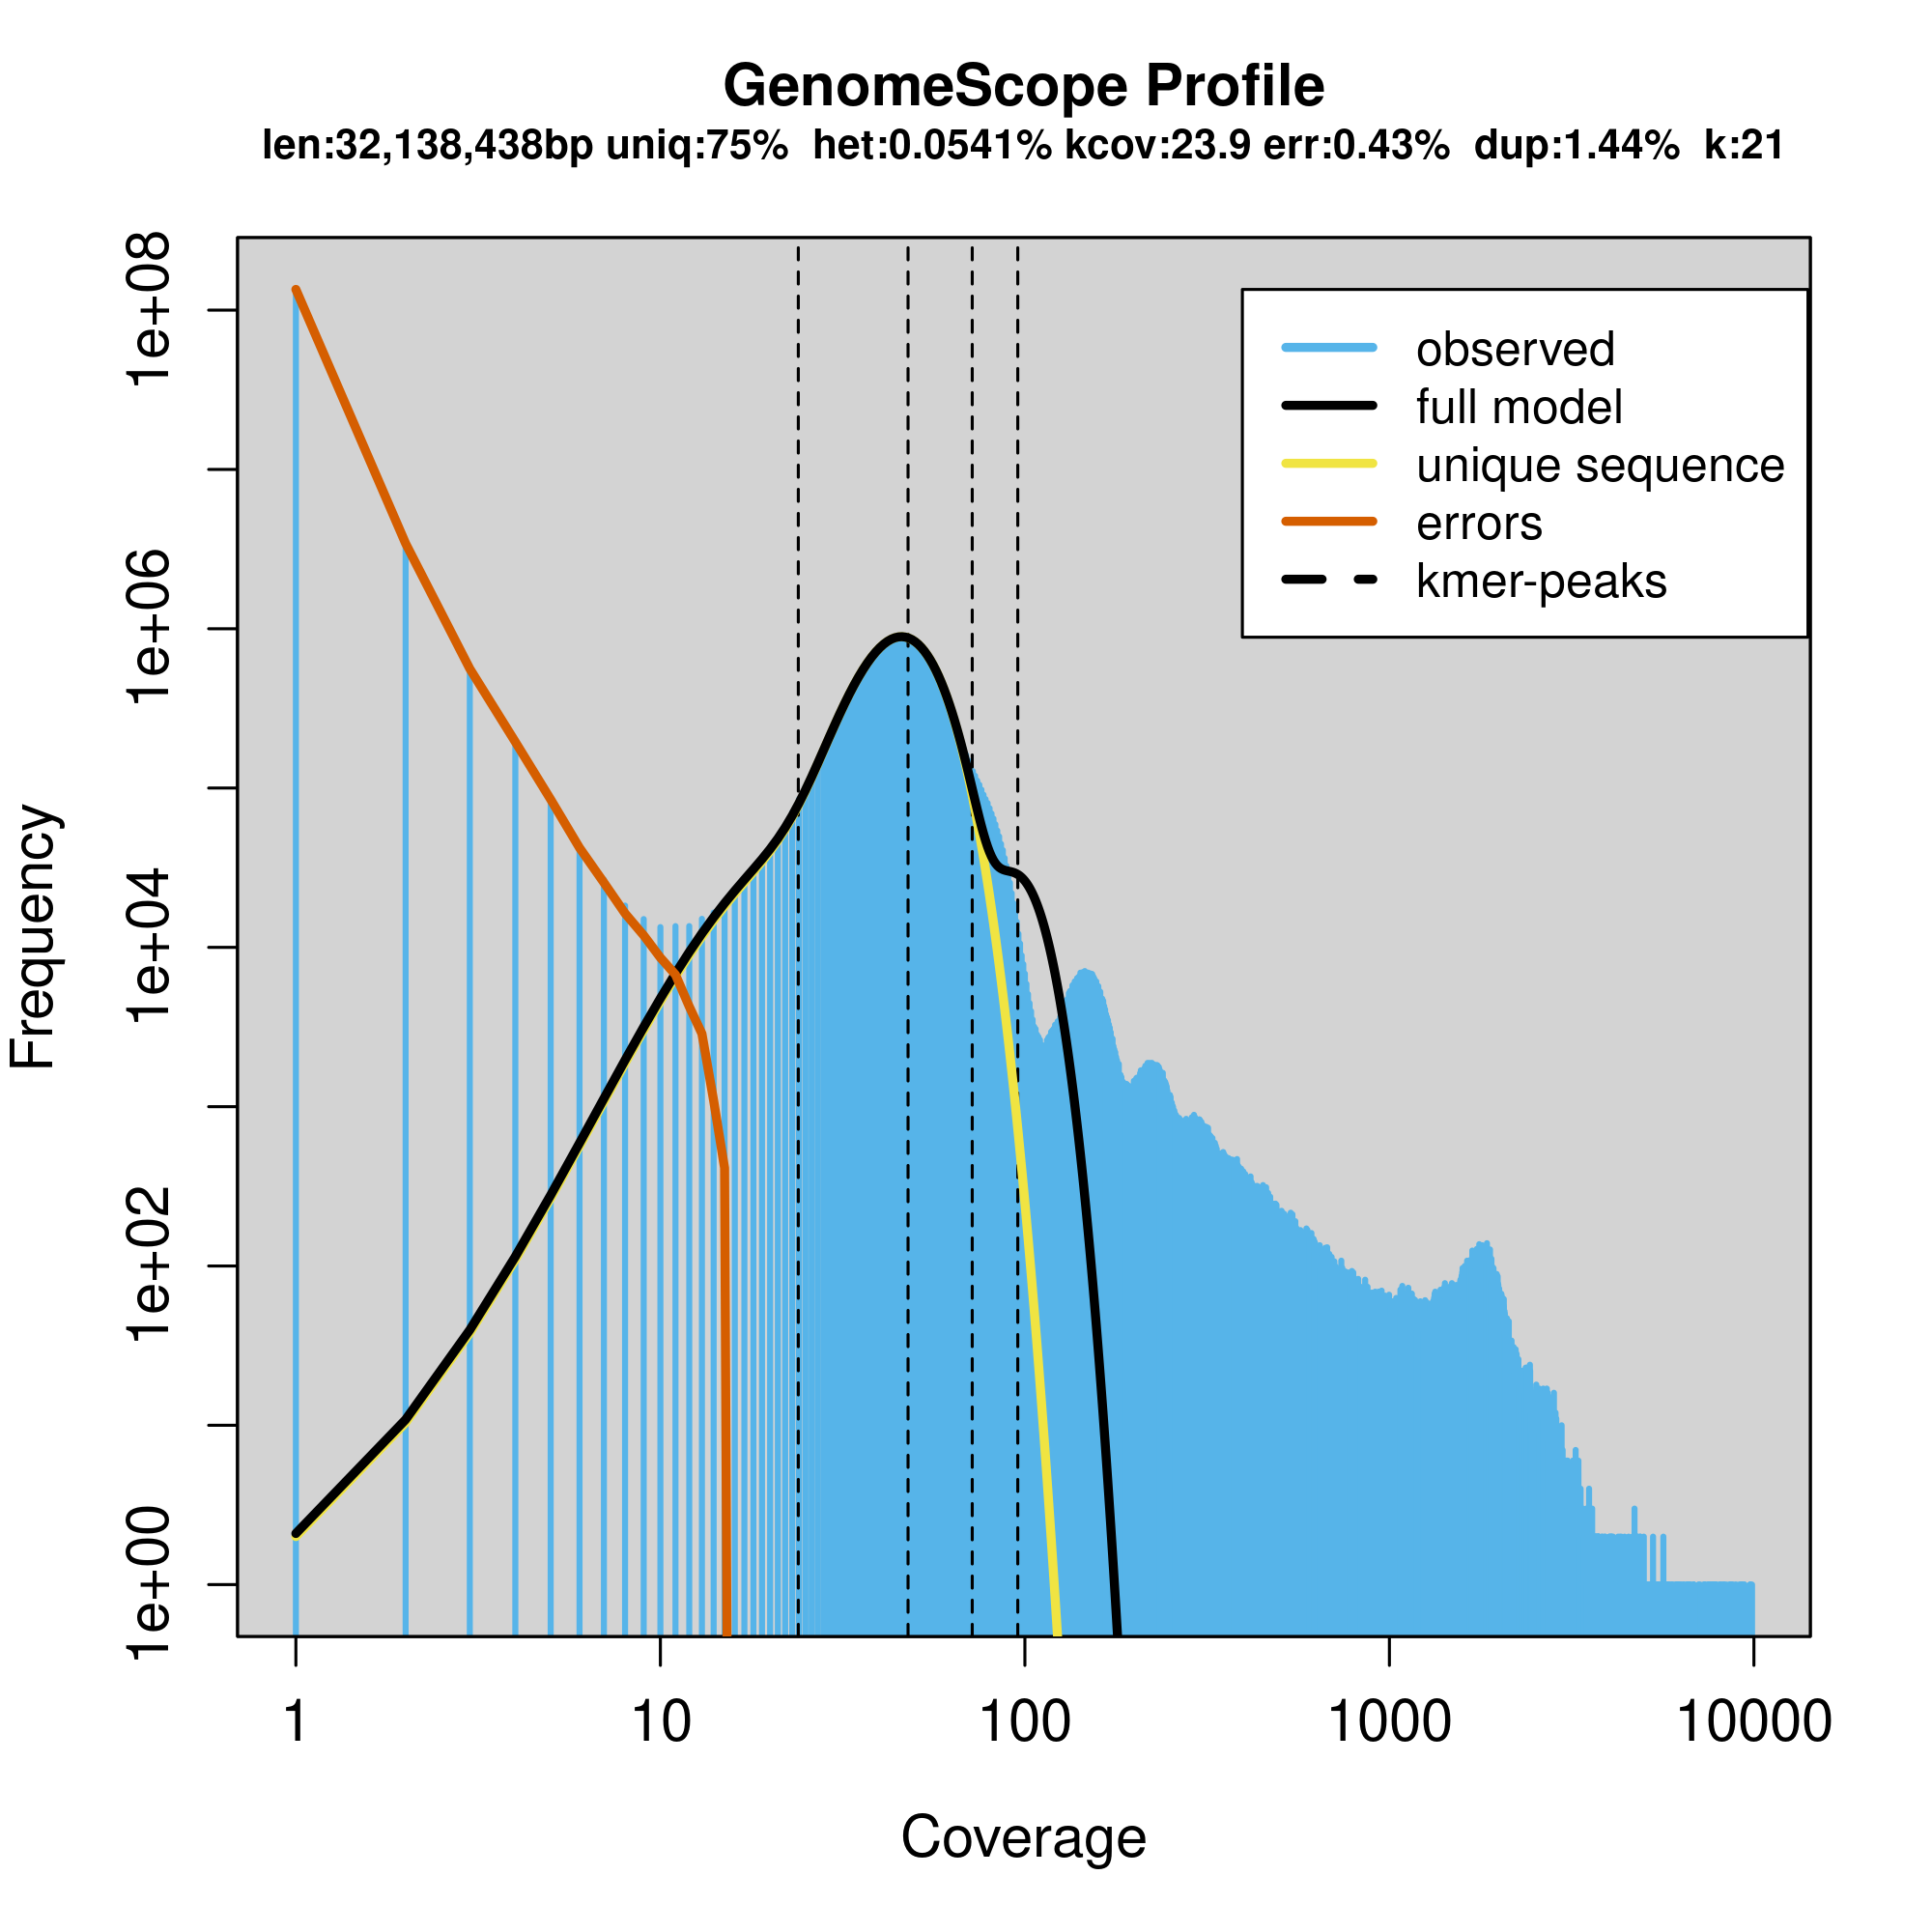 GenomeScope Profile
len:32,138,438bp uniq:75% het:0.0541% kcov:23.9 err:0.43% dup:1.44% k:21
observed
full model
unique sequence
errors
kmer-peaks
Frequency
1e+08
1e+06
1e+04
1e+02
1e+00
1 10 100 1000 10000
Coverage